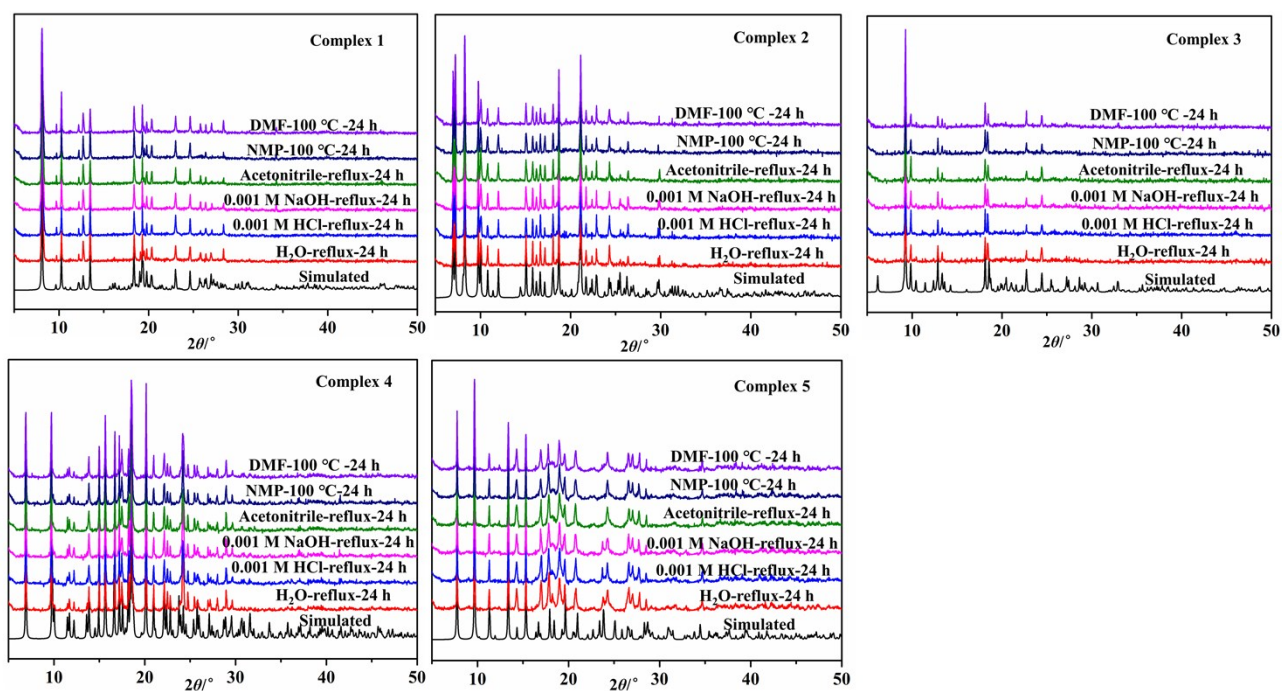 Complex 1
DMF-100 °C -24 h
NMP-100 °C-24 h
Acetonitrile-reflux-24 h
0.001 M NaOH-reflux-24 h
0.001 M HCl-reflux-24 h
H₂O-reflux-24 h
Simulated
10 20 30 40 50
2θ/°
Complex 2
DMF-100 °C -24 h
NMP-100 °C-24 h
Acetonitrile-reflux-24 h
0.001 M NaOH-reflux-24 h
0.001 M HCl-reflux-24 h
H₂O-reflux-24 h
Simulated
10 20 30 40 50
2θ/°
Complex 3
DMF-100 °C -24 h
NMP-100 °C-24 h
Acetonitrile-reflux-24 h
0.001 M NaOH-reflux-24 h
0.001 M HCl-reflux-24 h
H₂O-reflux-24 h
Simulated
10 20 30 40 50
2θ/°
Complex 4
DMF-100 °C -24 h
NMP-100 °C-24 h
Acetonitrile-reflux-24 h
0.001 M NaOH-reflux-24 h
0.001 M HCl-reflux-24 h
H₂O-reflux-24 h
Simulated
10 20 30 40 50
2θ/°
Complex 5
DMF-100 °C -24 h
NMP-100 °C-24 h
Acetonitrile-reflux-24 h
0.001 M NaOH-reflux-24 h
0.001 M HCl-reflux-24 h
H₂O-reflux-24 h
Simulated
10 20 30 40 50
2θ/°